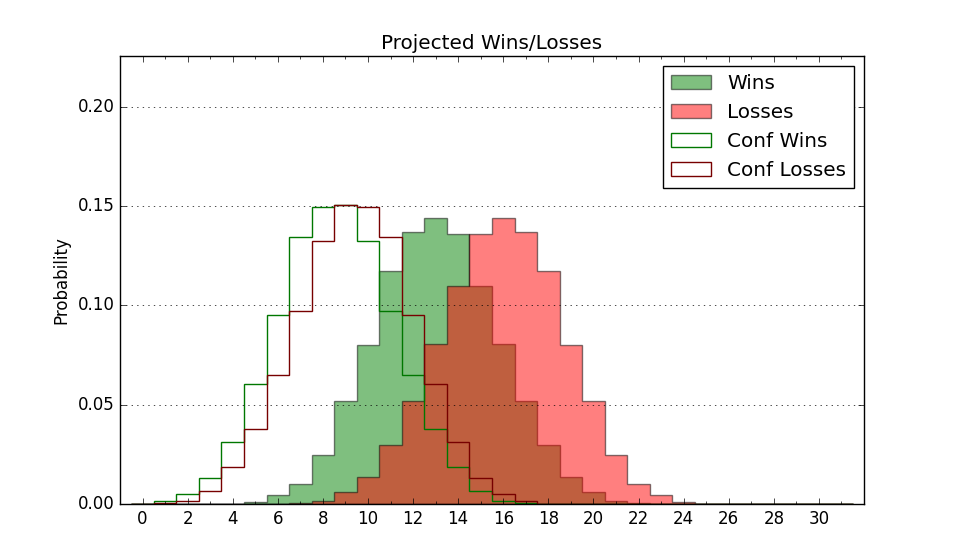 Projected Wins/Losses
Wins
Losses
Conf Wins
Conf Losses
Probability
0.20
0.15
0.10
0.05
0.00
0 2 4 6 8 10 12 14 16 18 20 22 24 26 28 30